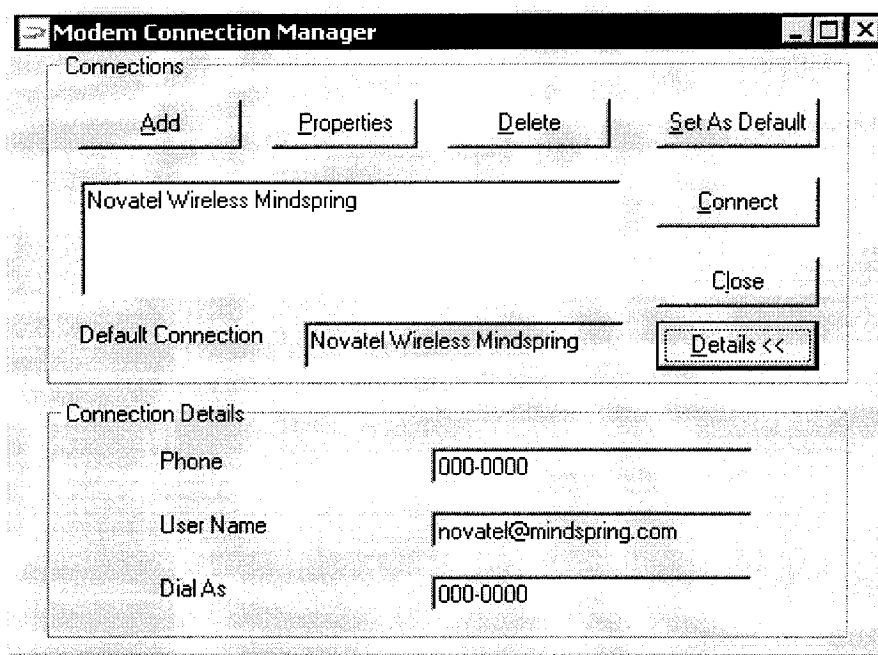 Modem Connection Manager
Connections
Add
Properties
Delete
Set As Default
Novatel Wireless Mindspring
Connect
Close
Default Connection
Novatel Wireless Mindspring
Details <<
Connection Details
Phone
000-0000
User Name
novatel@mindspring.com
Dial As
000-0000